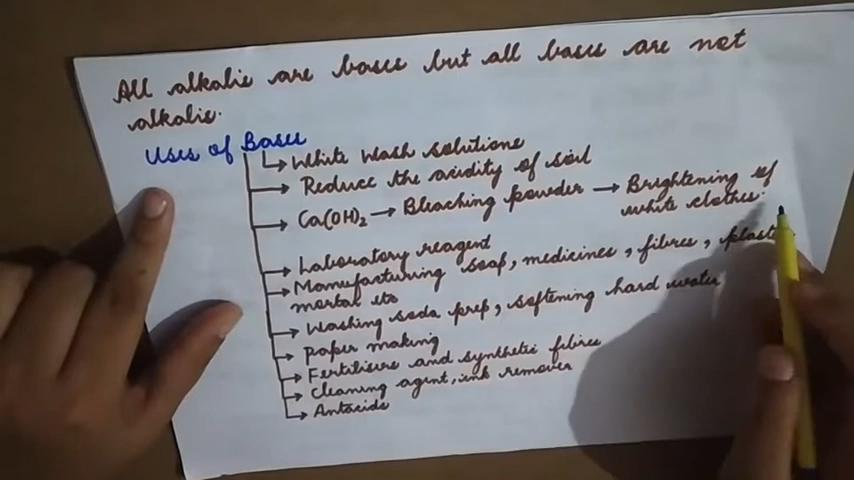 All alkalis are bases but all bases are not
alkalis.
Uses of Bases
White wash solutions
Reduce the acidity of soil
Ca(OH)₂ → Bleaching powder → Brightening of
white clothes.
Laboratory reagent
Manufacturing soap, medicines, fibres, plastic,
mortar etc
Washing soda prep, softening hard water
Paper making
Fertilisers and synthetic fibres
Cleaning agent, ink remover
Antacids